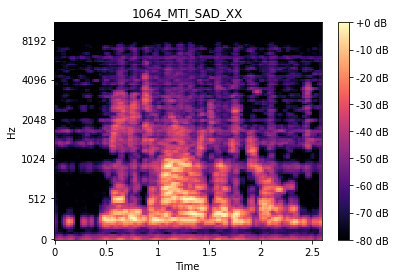 1064_MTI_SAD_XX
8192
4096
2048
1024
512
0
Hz
0
0.5
1
1.5
2
2.5
Time
+0 dB
-10 dB
-20 dB
-30 dB
-40 dB
-50 dB
-60 dB
-70 dB
-80 dB